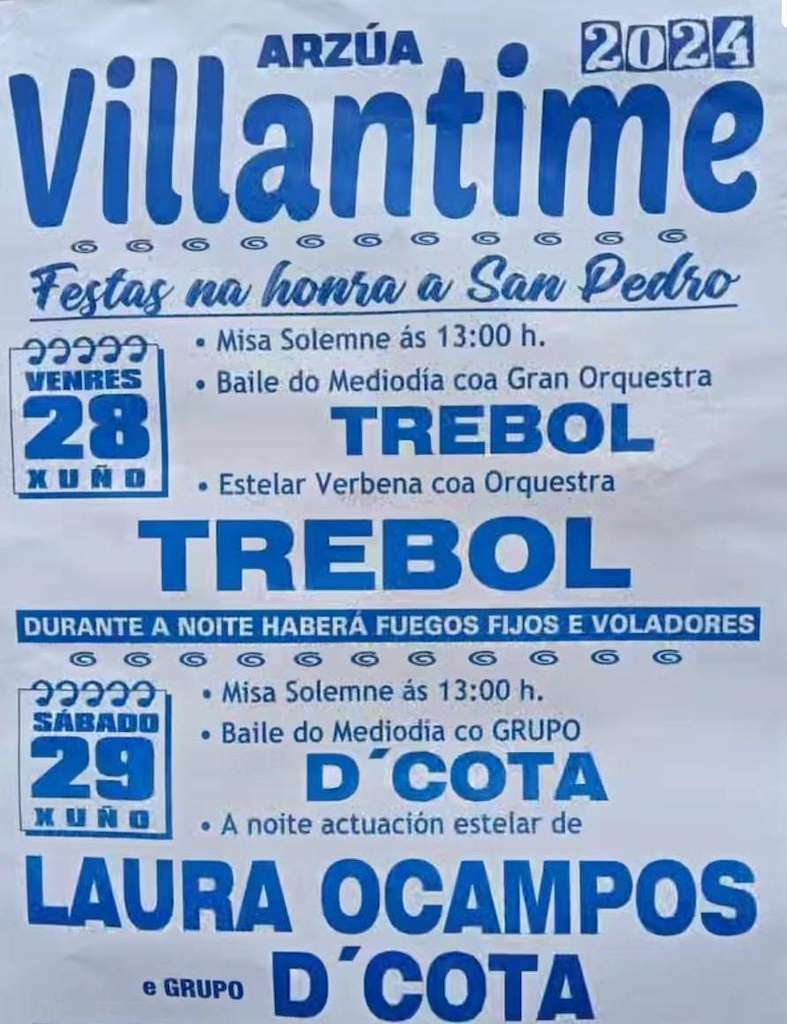 ARZÚA
2024
Villantime
Festas na honra a San Pedro
VENRES
28
XUÑO
• Misa Solemne ás 13:00 h.
• Baile do Mediodía coa Gran Orquestra
TREBOL
• Estelar Verbena coa Orquestra
TREBOL
DURANTE A NOITE HABERÁ FUEGOS FIJOS E VOLADORES
SÁBADO
29
XUÑO
• Misa Solemne ás 13:00 h.
• Baile do Mediodía co GRUPO
D´COTA
• A noite actuación estelar de
LAURA OCAMPOS
e GRUPO D´COTA